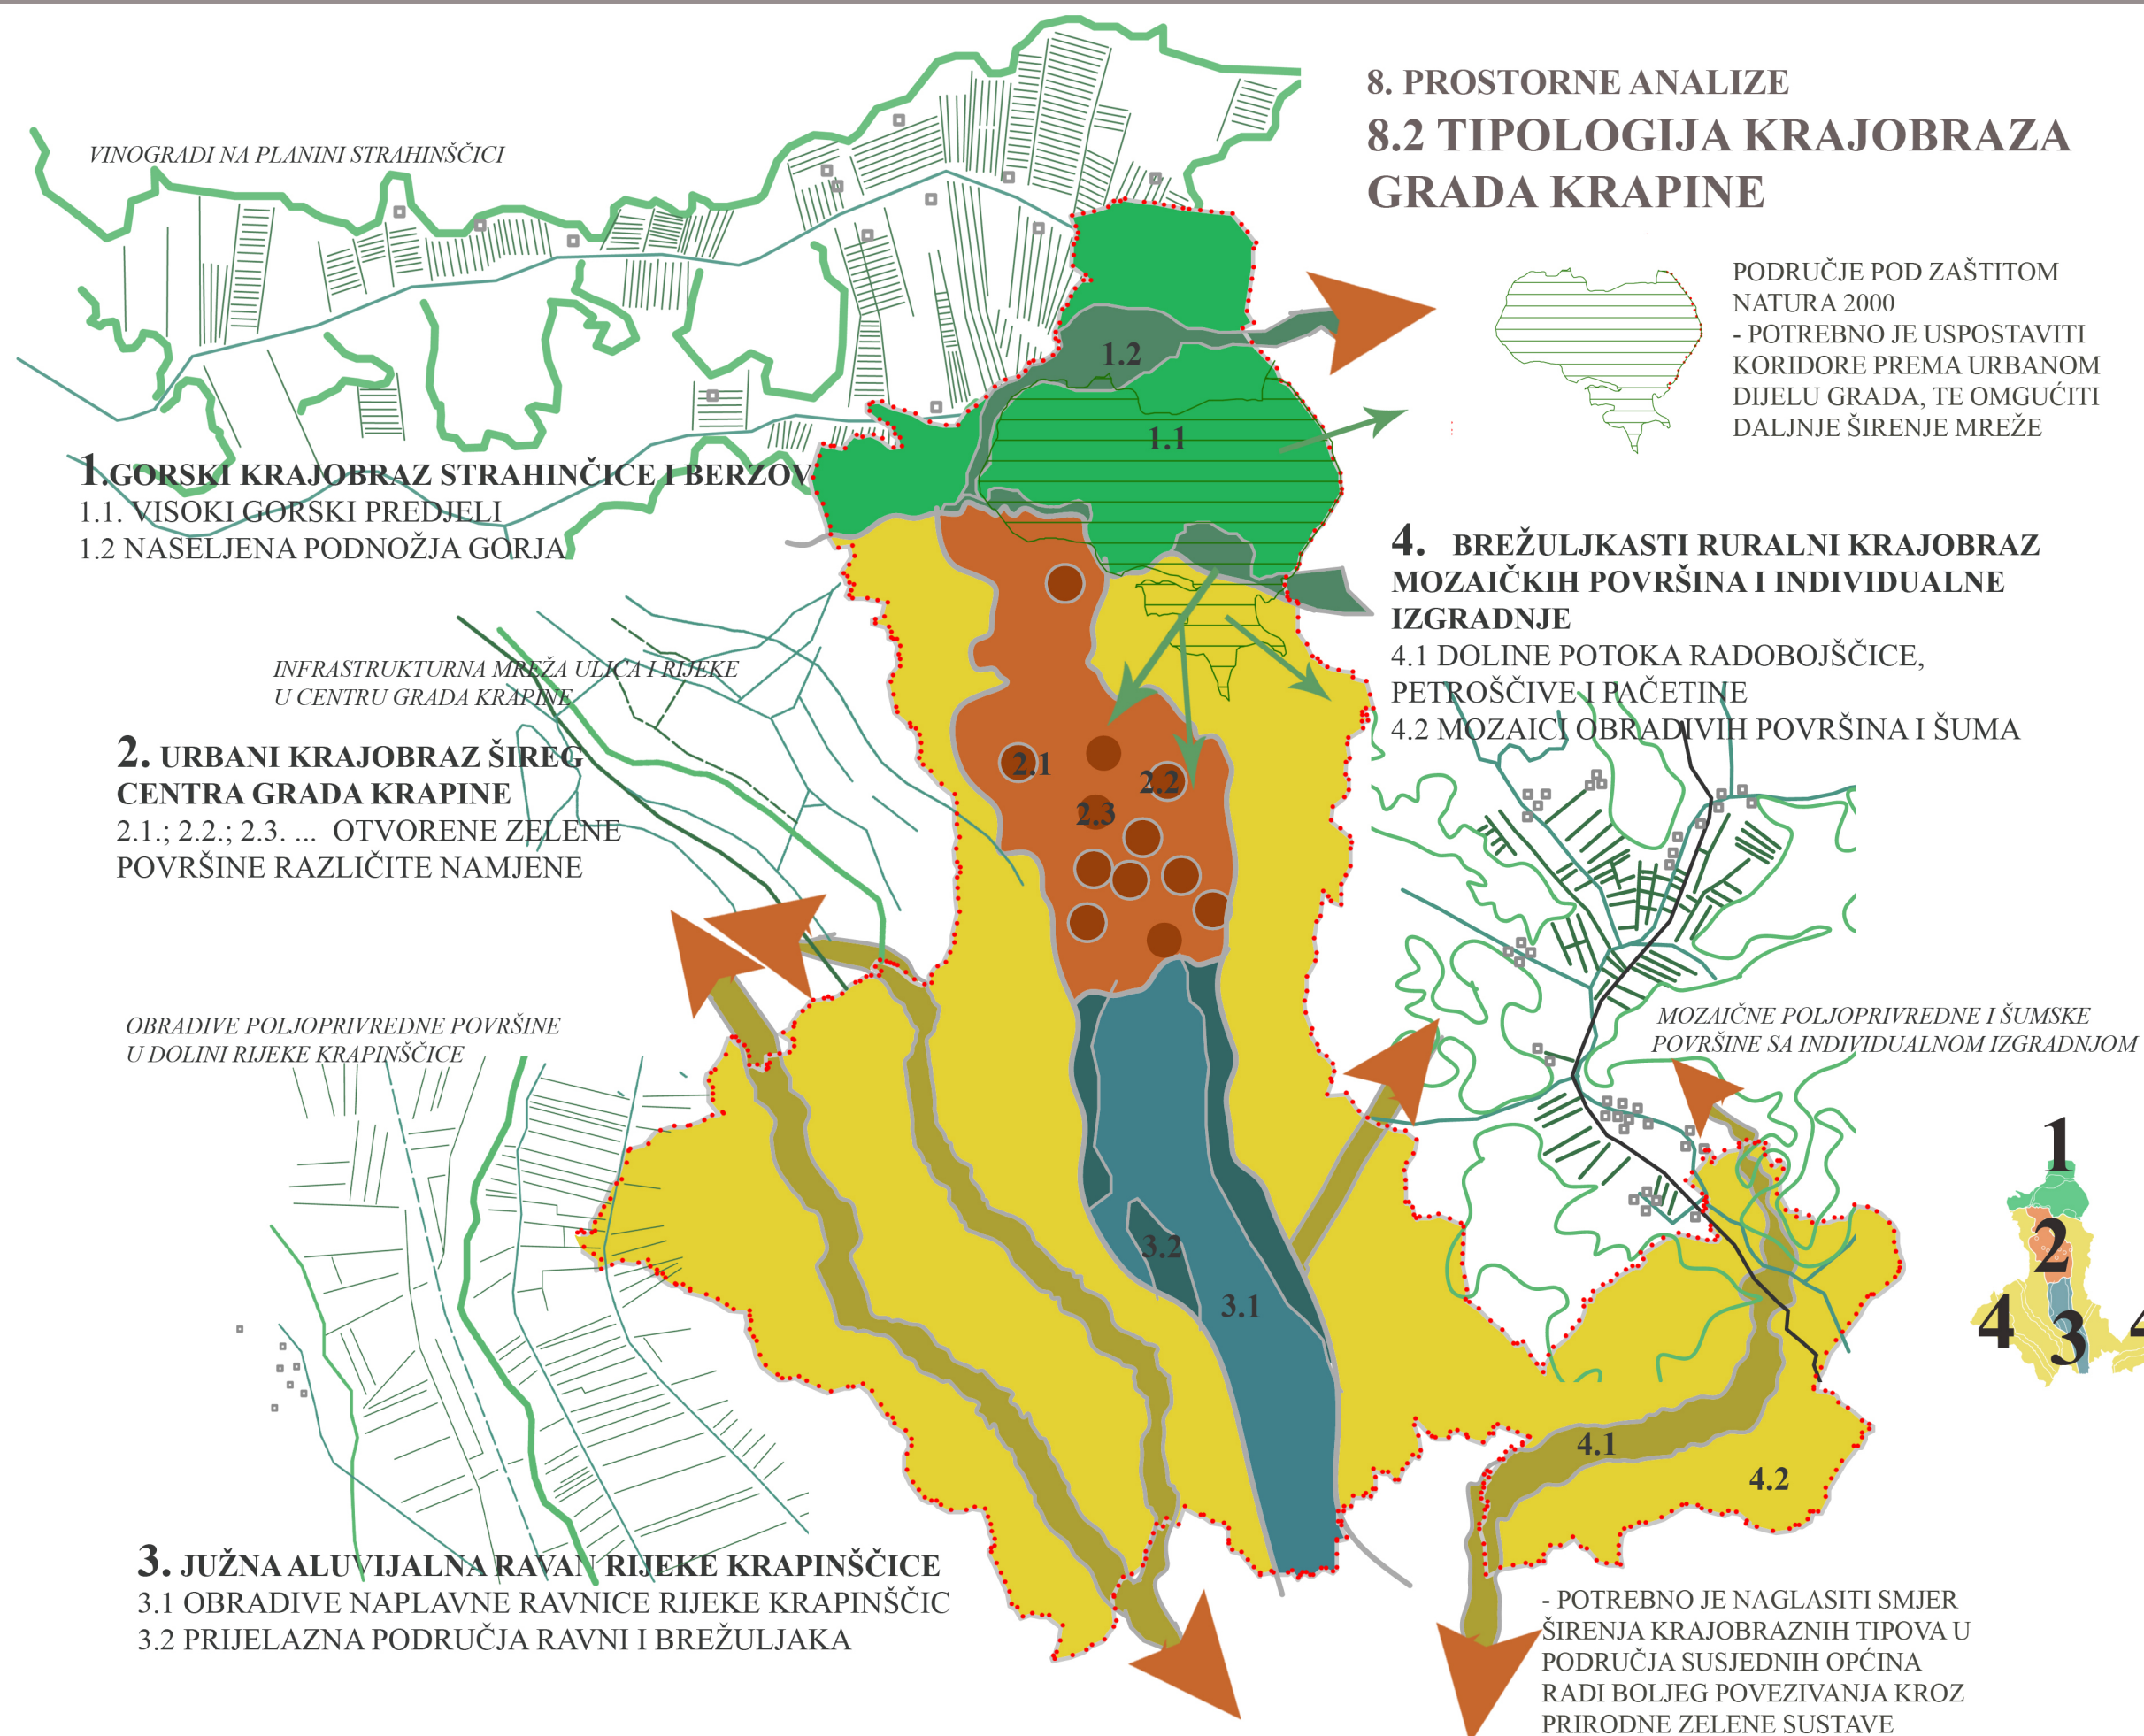 8. PROSTORNE ANALIZE
8.2 TIPOLOGIJA KRAJOBRAZA
GRADA KRAPINE
VINOGRADI NA PLANINI STRAHINŠČICI
PODRUČJE POD ZAŠTITOM
NATURA 2000
- POTREBNO JE USPOSTAVITI
KORIDORE PREMA URBANOM
DIJELU GRADA, TE OMGUĆITI
DALJNJE ŠIRENJE MREŽE
1.2
1.1
1.GORSKI KRAJOBRAZ STRAHINČICE I BERZOV
1.1. VISOKI GORSKI PREDJELI
1.2 NASELJENA PODNOŽJA GORJA
4. BREŽULJKASTI RURALNI KRAJOBRAZ
MOZAIČKIH POVRŠINA I INDIVIDUALNE
IZGRADNJE
4.1 DOLINE POTOKA RADOBOJŠČICE,
PETROŠČIVE I PAČETINE
4.2 MOZAICI OBRADIVIH POVRŠINA I ŠUMA
INFRASTRUKTURNA MREŽA ULICA I RIJEKE
U CENTRU GRADA KRAPINE
2. URBANI KRAJOBRAZ ŠIREG
CENTRA GRADA KRAPINE
2.1.; 2.2.; 2.3. ... OTVORENE ZELENE
POVRŠINE RAZLIČITE NAMJENE
2.1
2.2
2.3
OBRADIVE POLJOPRIVREDNE POVRŠINE
U DOLINI RIJEKE KRAPINŠČICE
MOZAIČNE POLJOPRIVREDNE I ŠUMSKE
POVRŠINE SA INDIVIDUALNOM IZGRADNJOM
1
2
4
3
4
3.2
3.1
4.1
4.2
3. JUŽNA ALUVIJALNA RAVAN RIJEKE KRAPINŠČICE
3.1 OBRADIVE NAPLAVNE RAVNICE RIJEKE KRAPINŠČIC
3.2 PRIJELAZNA PODRUČJA RAVNI I BREŽULJAKA
- POTREBNO JE NAGLASITI SMJER
ŠIRENJA KRAJOBRAZNIH TIPOVA U
PODRUČJA SUSJEDNIH OPĆINA
RADI BOLJEG POVEZIVANJA KROZ
PRIRODNE ZELENE SUSTAVE